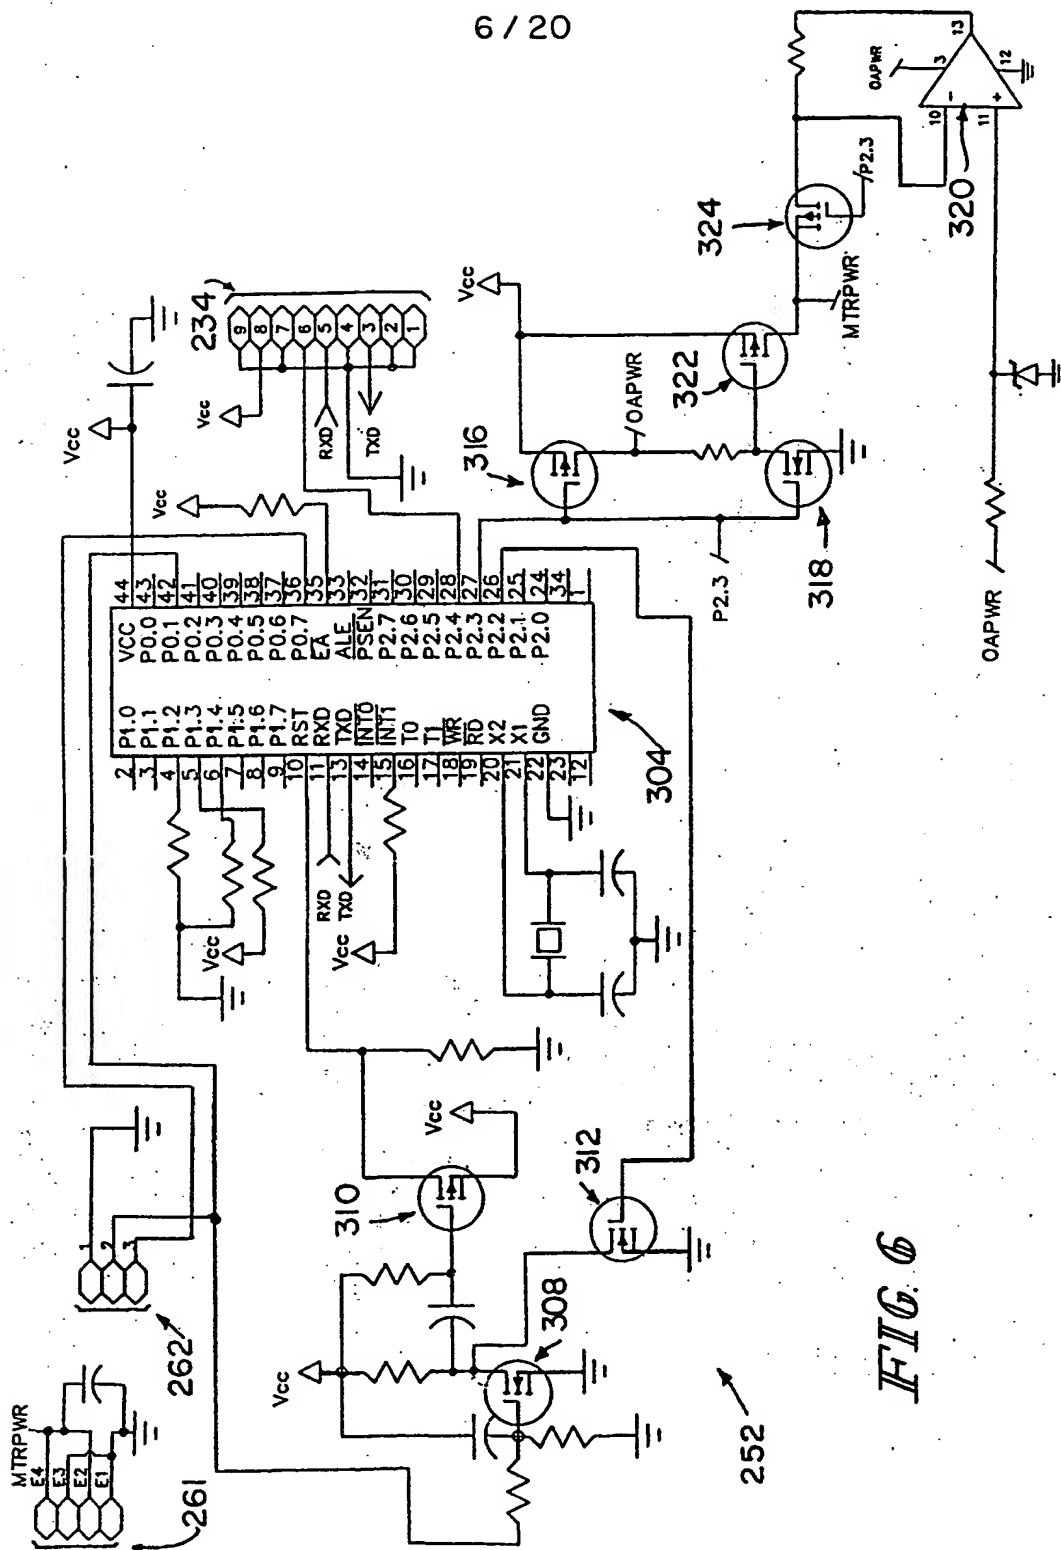 6/20
MTRPWR
E4
E3
E2
E1
261
262
1
2
3
Vcc
Vcc
234
9
8
7
6
5
4
3
2
1
Vcc
RXD
TXD
Vcc
2 P1.0
3 P1.1
4 P1.2
5 P1.3
6 P1.4
7 P1.5
8 P1.6
9 P1.7
10 RST
11 RXD
13 TXD
14 INT0
15 INT1
16 T0
17 T1
18 WR
19 RD
20 X2
21 X1
22 GND
23
12
VCC 44
P0.0 43
P0.1 42
P0.2 41
P0.3 40
P0.4 39
P0.5 38
P0.6 37
P0.7 36
EA 35
ALE 33
PSEN 32
P2.7 31
P2.6 30
P2.5 29
P2.4 28
P2.3 27
P2.2 26
P2.1 25
P2.0 24
34
1
304
RXD
TXD
Vcc
Vcc
310
Vcc
308
312
252
316
Vcc
OAPWR
322
318
P2.3
MTRPWR
324
P2.3
OAPWR
OAPWR
3
10
11
12
13
-
+
320
FIG. 6